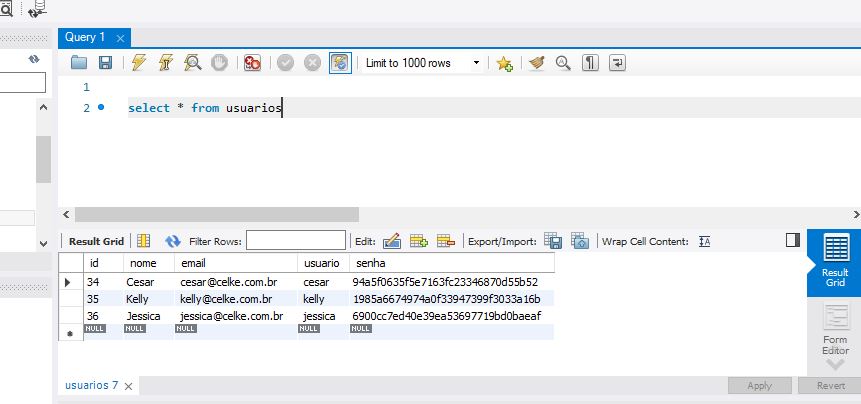 Query 1
Limit to 1000 rows
1
2 select * from usuarios
Result Grid Filter Rows: Edit: Export/Import: Wrap Cell Content:
id nome email usuario senha
34 Cesar cesar@celke.com.br cesar 94a5f0635f5e7163fc23346870d55b52
35 Kelly kelly@celke.com.br kelly 1985a6674974a0f33947399f3033a16b
36 Jessica jessica@celke.com.br jessica 6900cc7ed40e39ea53697719bd0baeaf
NULL NULL NULL NULL NULL
Result
Grid
Form
Editor
usuarios 7
Apply Revert